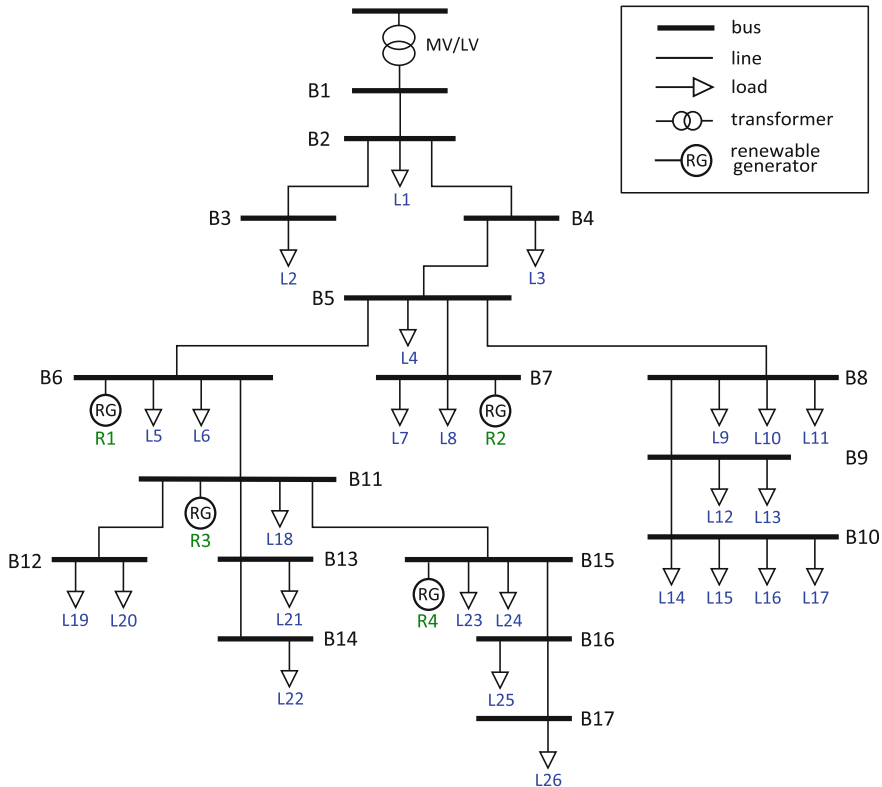 MV/LV
bus
line
load
transformer
RG
renewable
generator
B1
B2
L1
B3
B4
L2
L3
B5
L4
B6
B7
B8
RG
R1
L5
L6
L7
L8
RG
R2
L9
L10
L11
B9
B11
L12
L13
RG
R3
L18
B10
B12
B13
B15
L14
L15
L16
L17
L19
L20
L21
RG
R4
L23
L24
B14
B16
L22
L25
B17
L26